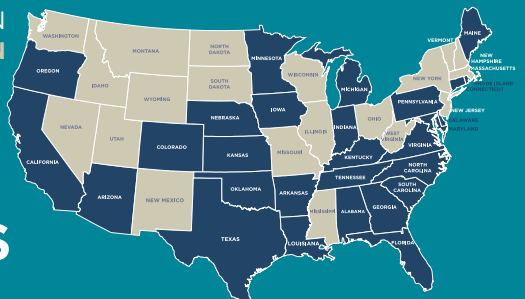 WASHINGTON
MONTANA
NORTH
DAKOTA
MINNESOTA
VERMONT
MAINE
OREGON
IDAHO
SOUTH
DAKOTA
WISCONSIN
MICHIGAN
NEW YORK
NEW
HAMPSHIRE
MASSACHUSETTS
RHODE ISLAND
CONNECTICUT
WYOMING
NEBRASKA
IOWA
PENNSYLVANIA
NEW JERSEY
DELAWARE
MARYLAND
NEVADA
UTAH
COLORADO
KANSAS
MISSOURI
ILLINOIS
INDIANA
OHIO
WEST
VIRGINIA
VIRGINIA
KENTUCKY
CALIFORNIA
ARIZONA
NEW MEXICO
OKLAHOMA
ARKANSAS
TENNESSEE
NORTH
CAROLINA
SOUTH
CAROLINA
TEXAS
LOUISIANA
MISSISSIPPI
ALABAMA
GEORGIA
FLORIDA
S